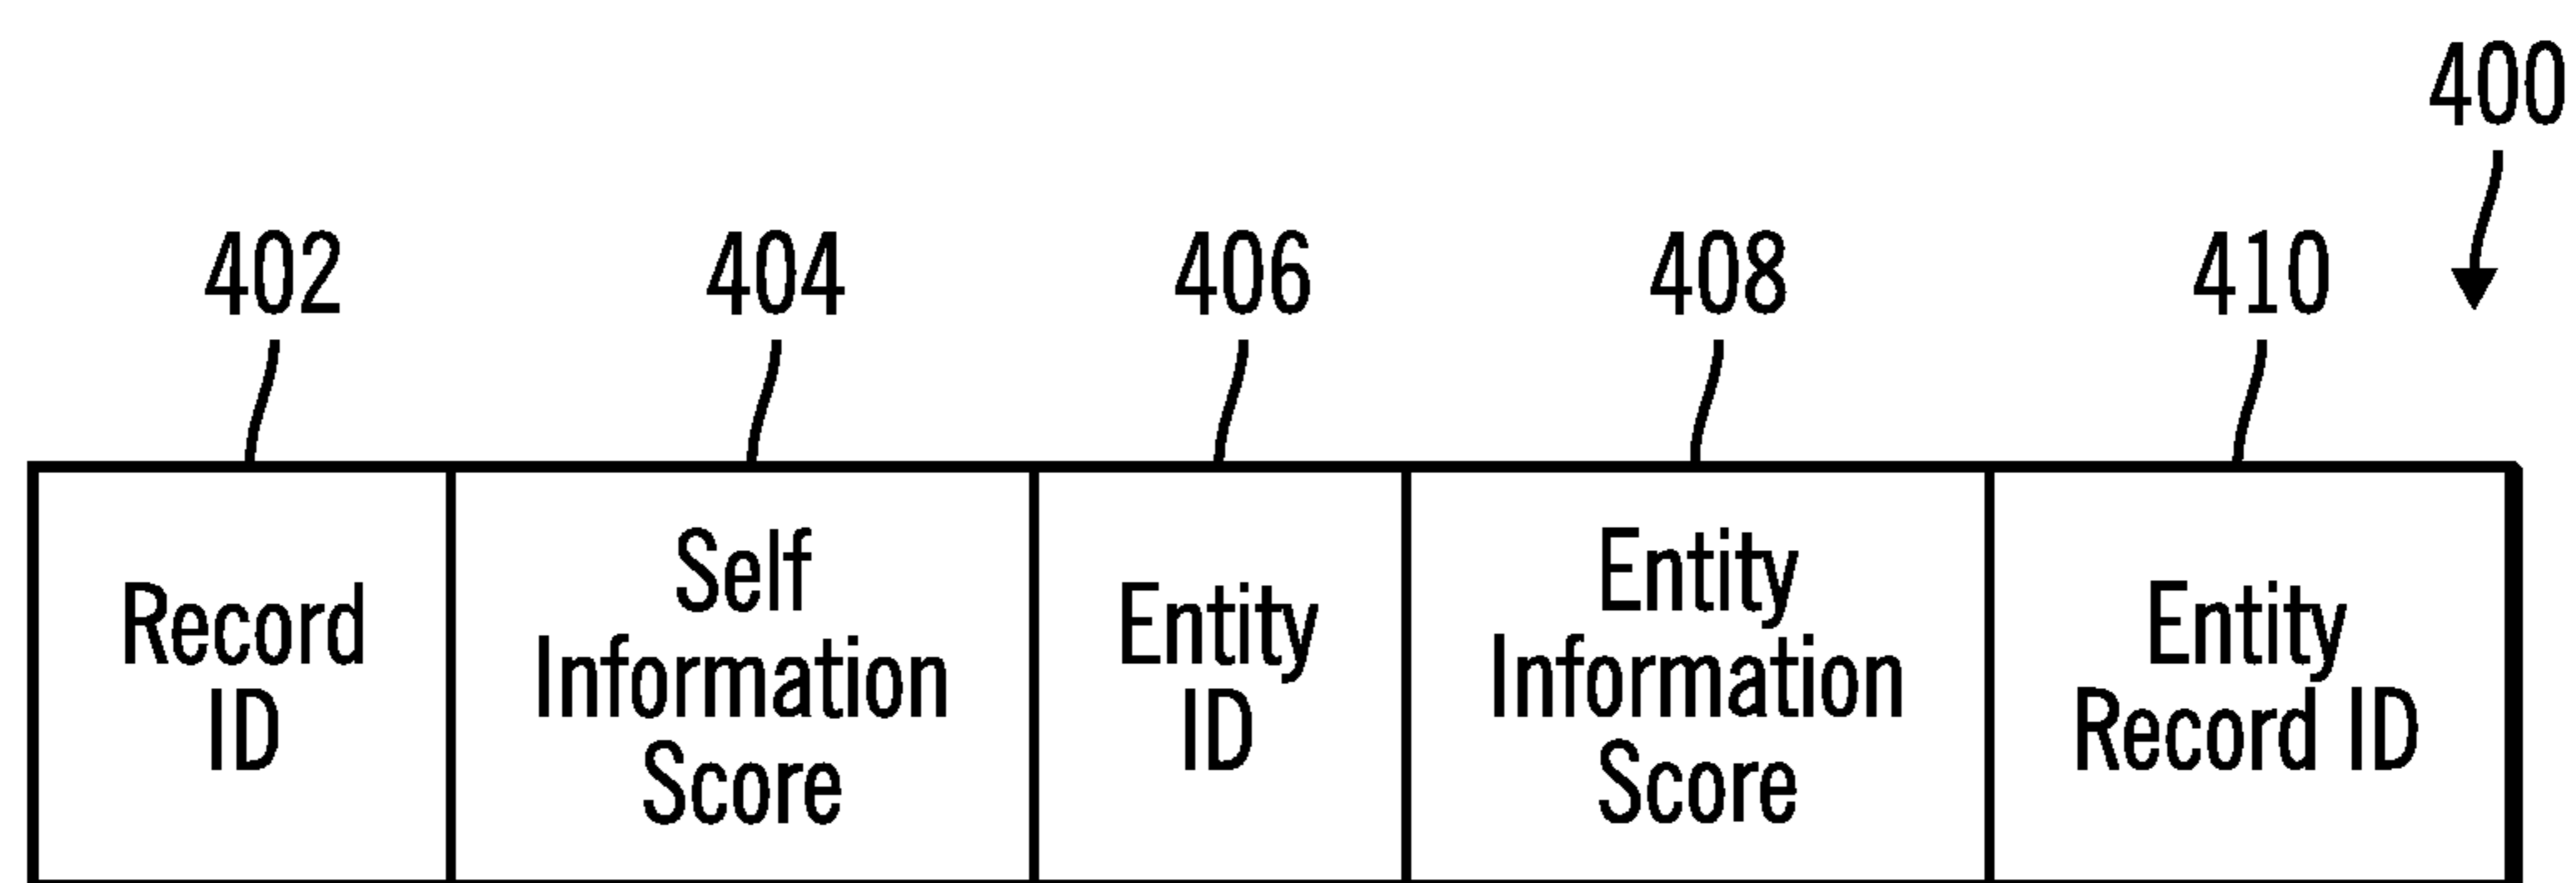 400
402 404 406 408 410
Record
ID
Self
Information
Score
Entity
ID
Entity
Information
Score
Entity
Record ID